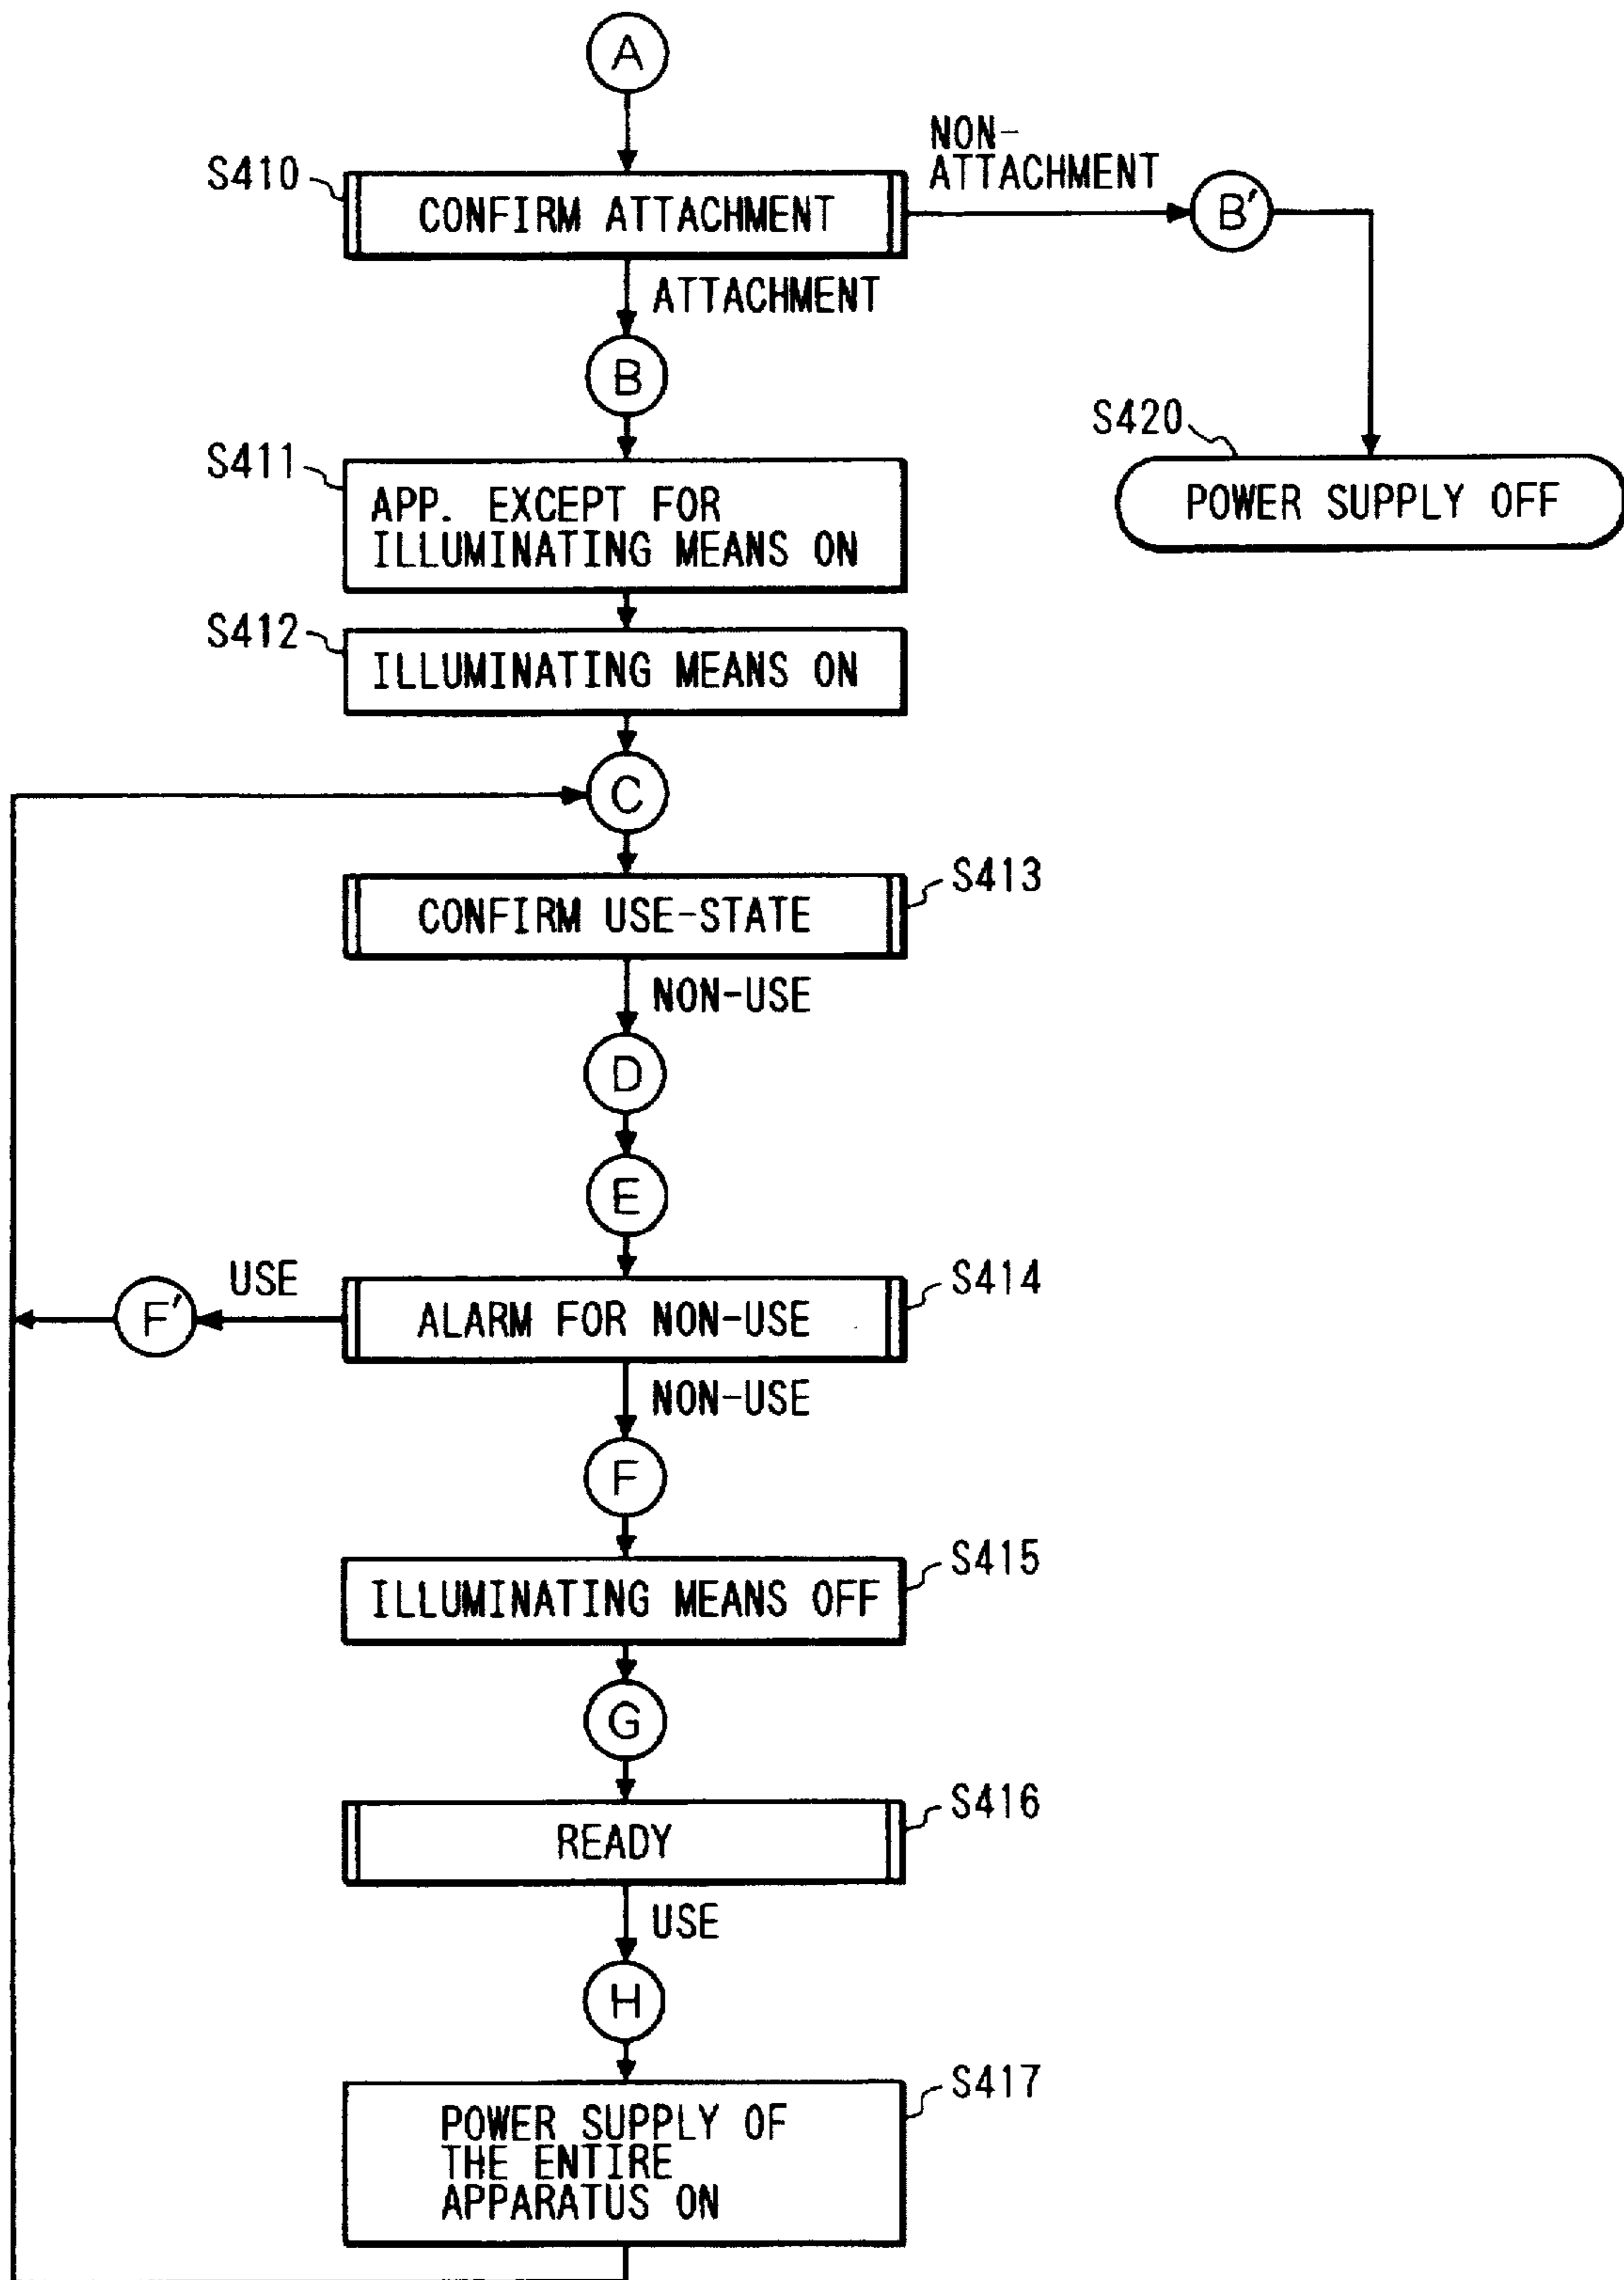 A
S410
CONFIRM ATTACHMENT
NON-
ATTACHMENT
B′
ATTACHMENT
B
S420
POWER SUPPLY OFF
S411
APP. EXCEPT FOR
ILLUMINATING MEANS ON
S412
ILLUMINATING MEANS ON
C
S413
CONFIRM USE-STATE
NON-USE
D
E
S414
F′
USE
ALARM FOR NON-USE
NON-USE
F
S415
ILLUMINATING MEANS OFF
G
S416
READY
USE
H
S417
POWER SUPPLY OF
THE ENTIRE
APPARATUS ON